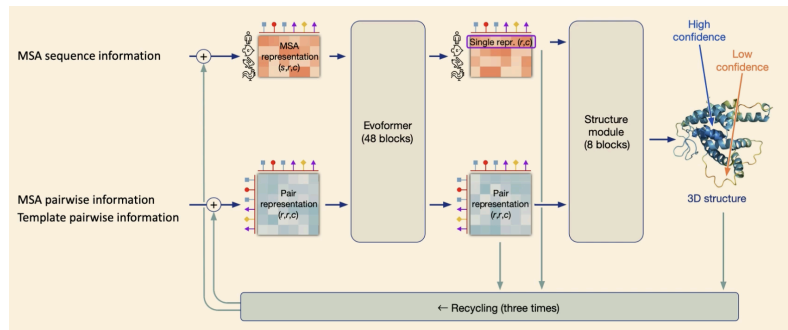 High
confidence
Low
confidence
MSA sequence information
+
MSA
representation
(s,r,c)
Single repr. (r,c)
Evoformer
(48 blocks)
Structure
module
(8 blocks)
MSA pairwise information
Template pairwise information
+
Pair
representation
(r,r,c)
Pair
representation
(r,r,c)
3D structure
← Recycling (three times)